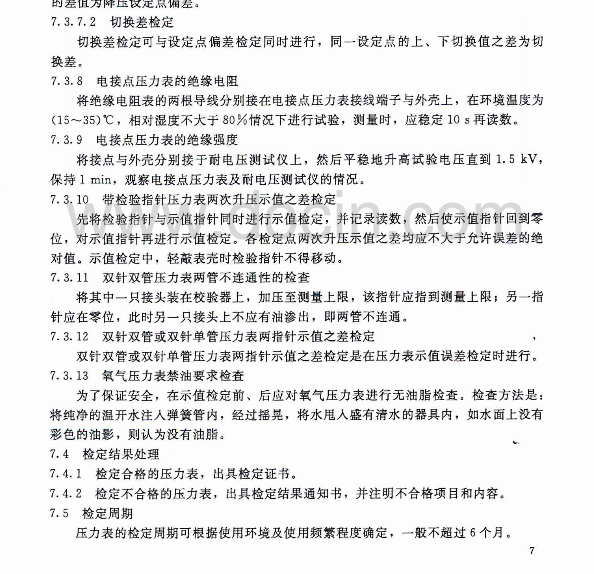 的差值为降压设定点偏差。
7.3.7.2 切换差检定
切换差检定可与设定点偏差检定同时进行，同一设定点的上、下切换值之差为切
换差。
7.3.8 电接点压力表的绝缘电阻
将绝缘电阻表的两根导线分别接在电接点压力表接线端子与外壳上，在环境温度为
(15～35)℃，相对湿度不大于80%情况下进行试验，测量时，应稳定10 s再读数。
7.3.9 电接点压力表的绝缘强度
将接点与外壳分别接于耐电压测试仪上，然后平稳地升高试验电压直到1.5 kV，
保持1 min，观察电接点压力表及耐电压测试仪的情况。
7.3.10 带检验指针压力表两次升压示值之差检定
先将检验指针与示值指针同时进行示值检定，并记录读数，然后使示值指针回到零
位，对示值指针再进行示值检定。各检定点两次升压示值之差均应不大于允许误差的绝
对值。示值检定中，轻敲表壳时检验指针不得移动。
www.docin.com
7.3.11 双针双管压力表两管不连通性的检查
将其中一只接头装在校验器上，加压至测量上限，该指针应指到测量上限；另一指
针应在零位，此时另一只接头上不应有油渗出，即两管不连通。
7.3.12 双针双管或双针单管压力表两指针示值之差检定
双针双管或双针单管压力表两指针示值之差检定是在压力表示值误差检定时进行。
7.3.13 氧气压力表禁油要求检查
为了保证安全，在示值检定前、后应对氧气压力表进行无油脂检查。检查方法是：
将纯净的温开水注入弹簧管内，经过摇晃，将水甩入盛有清水的器具内，如水面上没有
彩色的油影，则认为没有油脂。
7.4 检定结果处理
7.4.1 检定合格的压力表，出具检定证书。
7.4.2 检定不合格的压力表，出具检定结果通知书，并注明不合格项目和内容。
7.5 检定周期
压力表的检定周期可根据使用环境及使用频繁程度确定，一般不超过6个月。
7